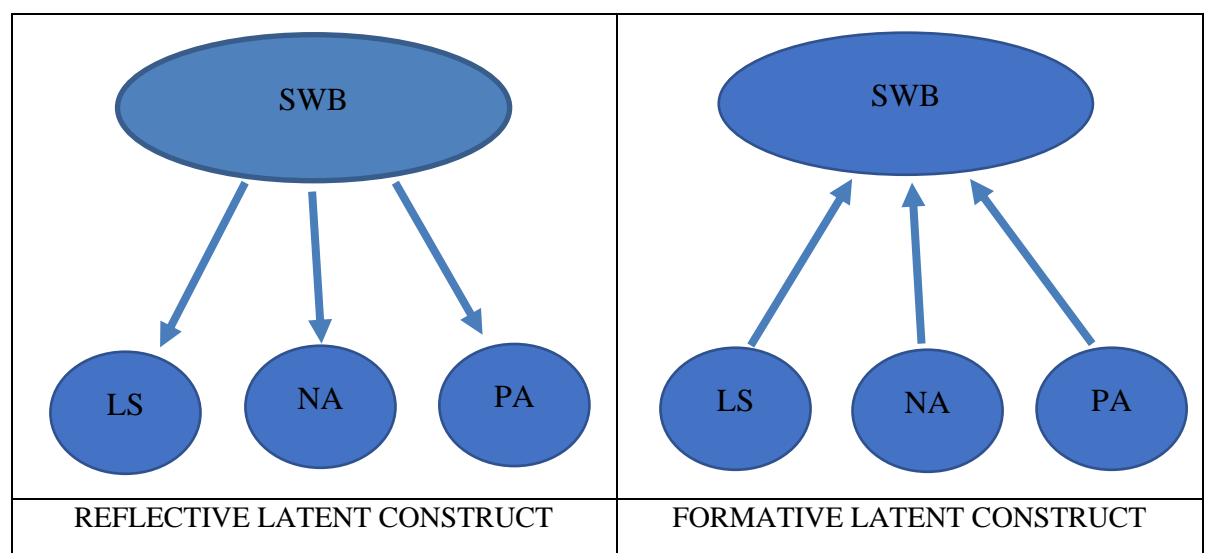 SWB
LS
NA
PA
REFLECTIVE LATENT CONSTRUCT
SWB
LS
NA
PA
FORMATIVE LATENT CONSTRUCT